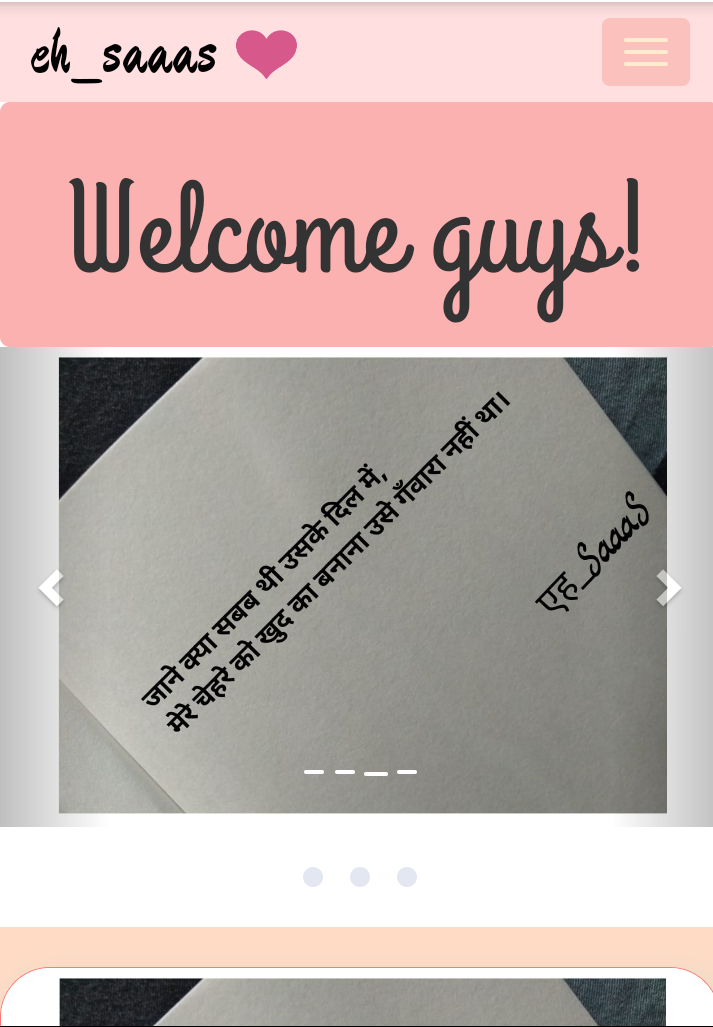 eh_saaas
Welcome guys!
जाने क्या सबब थी उसके दिल में,
मेरे चेहरे को खुद का बनाना उसे गँवारा नहीं था।
एह_SaaaS